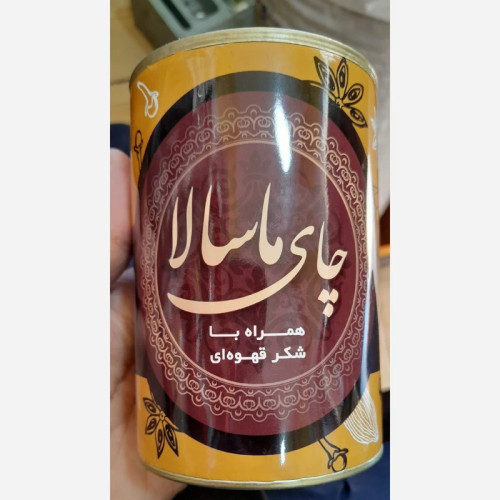 چای ماسالا
همراه با
شکر قهوه‌ای